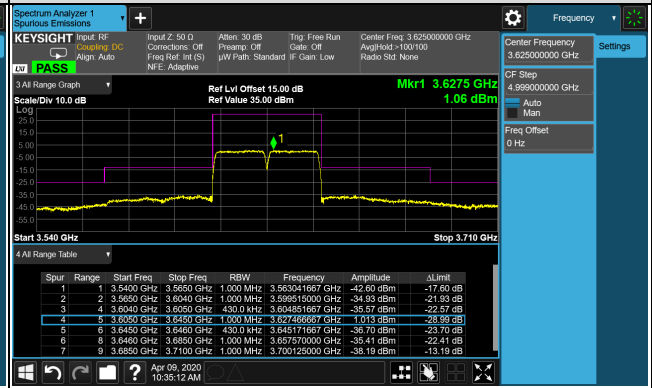 Spectrum Analyzer 1
Spurious Emissions
Frequency
KEYSIGHT
Input: RF
Coupling: DC
Align: Auto
Input Z: 50 Ω
Corrections: Off
Freq Ref: Int (S)
NFE: Adaptive
Atten: 30 dB
Preamp: Off
µW Path: Standard
Trig: Free Run
Gate: Off
IF Gain: Low
Center Freq: 3.625000000 GHz
Avg|Hold:>100/100
Radio Std: None
LXI
PASS
Center Frequency
3.625000000 GHz
Settings
CF Step
4.999000000 GHz
Auto
Man
Freq Offset
0 Hz
3 All Range Graph
Ref Lvl Offset 15.00 dB
Mkr1 3.6275 GHz
Scale/Div 10.0 dB
Ref Value 35.00 dBm
1.06 dBm
Log
25.0
15.0
5.00
-5.00
-15.0
-25.0
-35.0
-45.0
-55.0
1
Start 3.540 GHz
Stop 3.710 GHz
4 All Range Table
Spur Range Start Freq Stop Freq RBW Frequency Amplitude ΔLimit
1 1 3.5400 GHz 3.5650 GHz 1.000 MHz 3.563041667 GHz -42.60 dBm -17.60 dB
2 2 3.5650 GHz 3.6040 GHz 1.000 MHz 3.599515000 GHz -34.93 dBm -21.93 dB
3 4 3.6040 GHz 3.6050 GHz 430.0 kHz 3.604851667 GHz -35.57 dBm -22.57 dB
4 5 3.6050 GHz 3.6450 GHz 1.000 MHz 3.627466667 GHz 1.013 dBm -28.99 dB
5 6 3.6450 GHz 3.6460 GHz 430.0 kHz 3.645171667 GHz -36.70 dBm -23.70 dB
6 8 3.6460 GHz 3.6850 GHz 1.000 MHz 3.657570000 GHz -35.41 dBm -22.41 dB
7 9 3.6850 GHz 3.7100 GHz 1.000 MHz 3.700125000 GHz -38.19 dBm -13.19 dB
Apr 09, 2020
10:35:12 AM